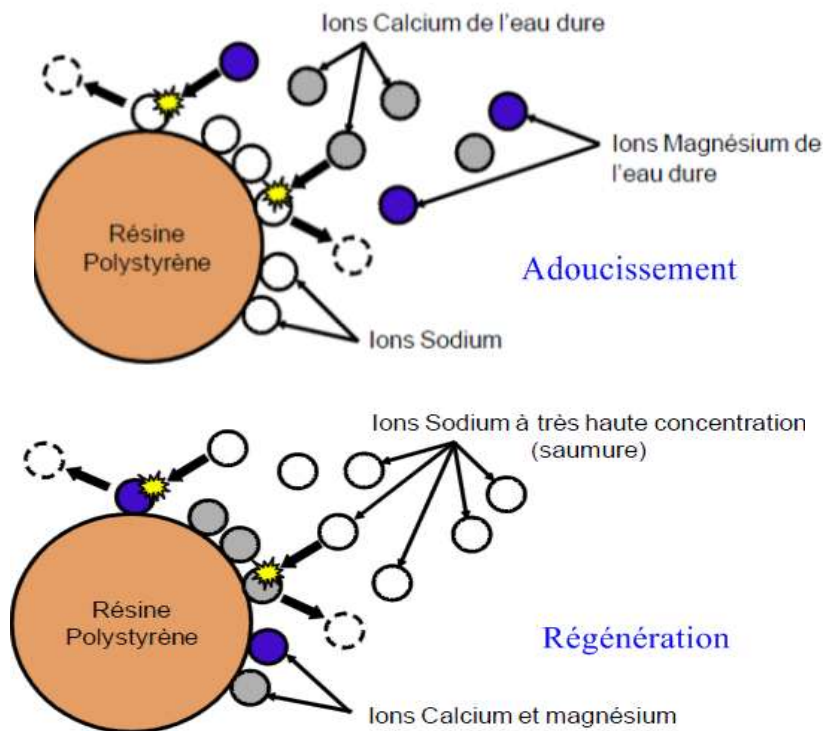 Ions Calcium de l'eau dure
Ions Magnésium de
l'eau dure
Résine
Polystyrène
Adoucissement
Ions Sodium
Ions Sodium à très haute concentration
(saumure)
Résine
Polystyrène
Régénération
Ions Calcium et magnésium